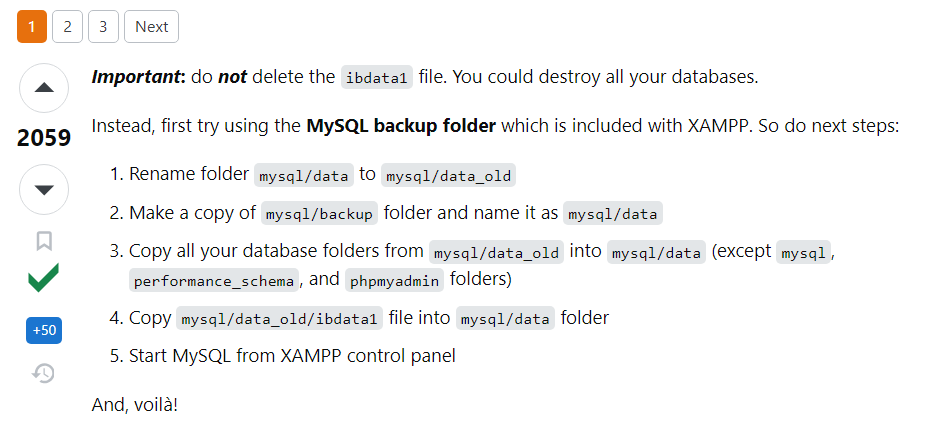 1 2 3 Next
Important: do not delete the ibdata1 file. You could destroy all your databases.
2059
Instead, first try using the MySQL backup folder which is included with XAMPP. So do next steps:
1. Rename folder mysql/data to mysql/data_old
2. Make a copy of mysql/backup folder and name it as mysql/data
3. Copy all your database folders from mysql/data_old into mysql/data (except mysql,
performance_schema, and phpmyadmin folders)
+50
4. Copy mysql/data_old/ibdata1 file into mysql/data folder
5. Start MySQL from XAMPP control panel
And, voilà!